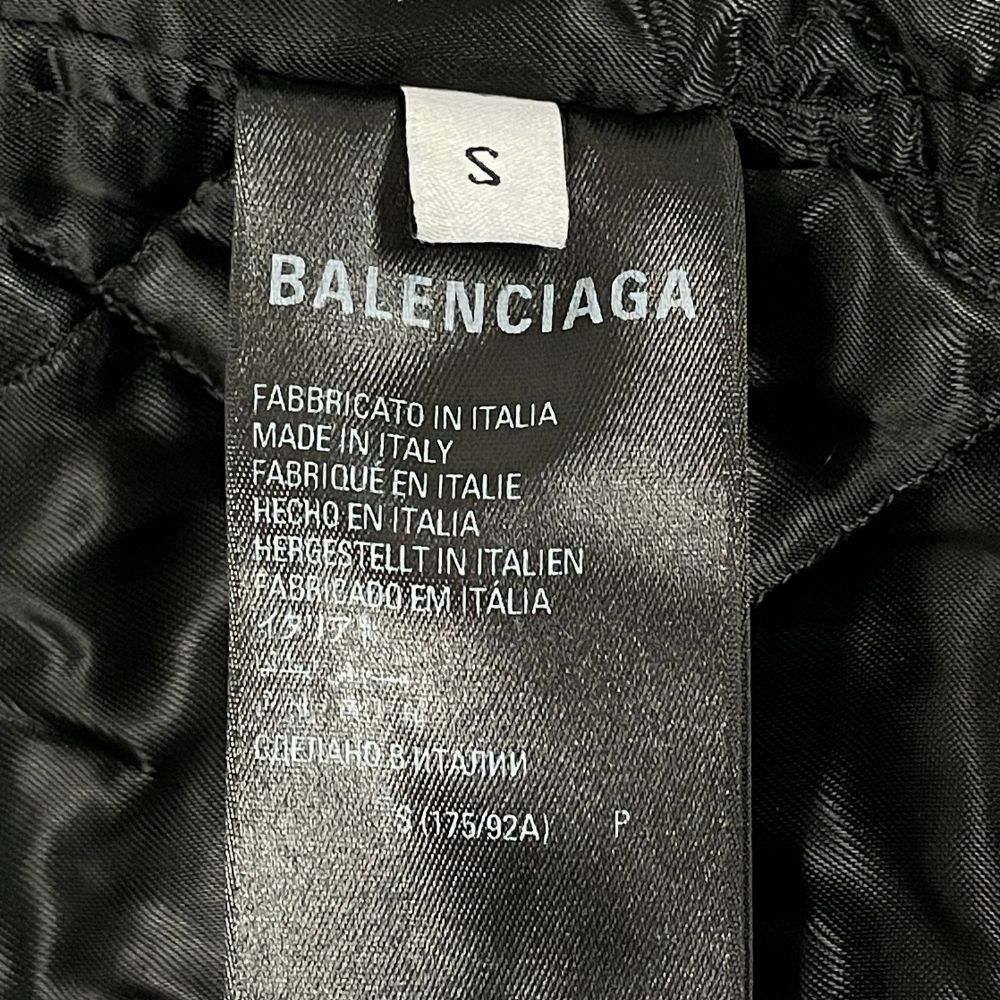 S
BALENCIAGA
FABBRICATO IN ITALIA
MADE IN ITALY
FABRIQUÉ EN ITALIE
HECHO EN ITALIA
HERGESTELLT IN ITALIEN
FABRICADO EM ITÁLIA
СДЕЛАНО В ИТАЛИИ
S (175/92A) P